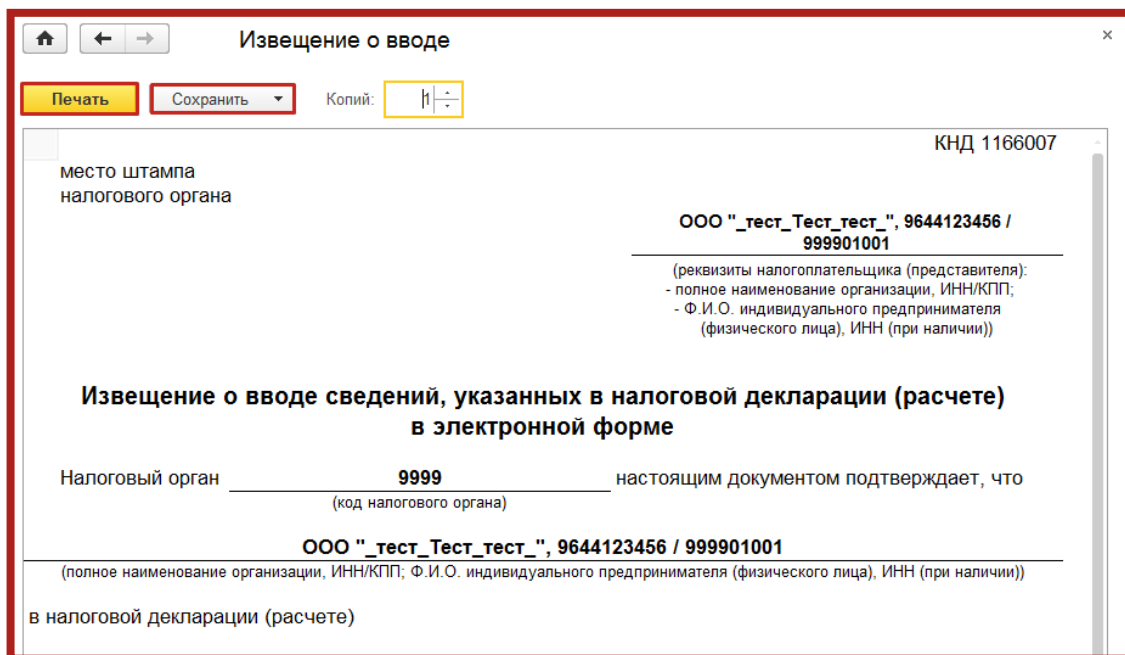 Извещение о вводе
Печать Сохранить Копий: 1
КНД 1166007
место штампа
налогового органа
ООО "_тест_Тест_тест_", 9644123456 /
999901001
(реквизиты налогоплательщика (представителя):
- полное наименование организации, ИНН/КПП;
- Ф.И.О. индивидуального предпринимателя
(физического лица), ИНН (при наличии))
Извещение о вводе сведений, указанных в налоговой декларации (расчете)
в электронной форме
Налоговый орган 9999 настоящим документом подтверждает, что
(код налогового органа)
ООО "_тест_Тест_тест_", 9644123456 / 999901001
(полное наименование организации, ИНН/КПП; Ф.И.О. индивидуального предпринимателя (физического лица), ИНН (при наличии))
в налоговой декларации (расчете)